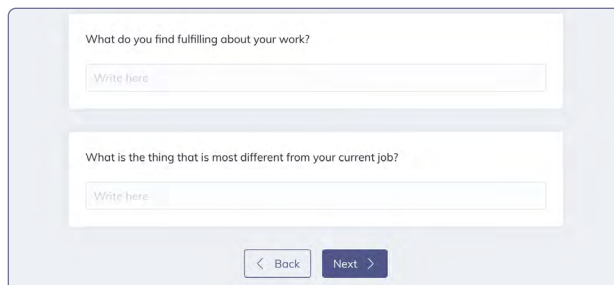 What do you find fulfilling about your work?
Write here
What is the thing that is most different from your current job?
Write here
Back
Next